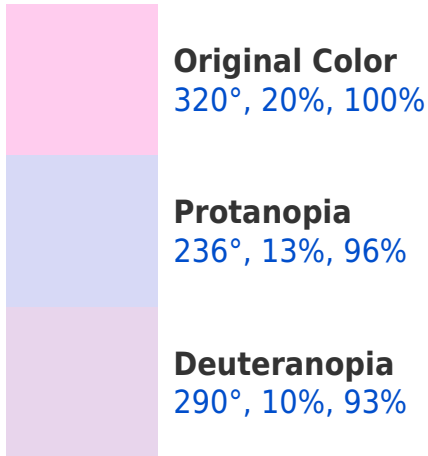 Original Color
320°, 20%, 100%
Protanopia
236°, 13%, 96%
Deuteranopia
290°, 10%, 93%